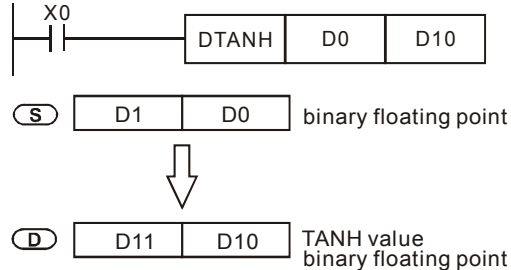 X0
DTANH D0 D10
S D1 D0 binary floating point
D D11 D10 TANH value
binary floating point